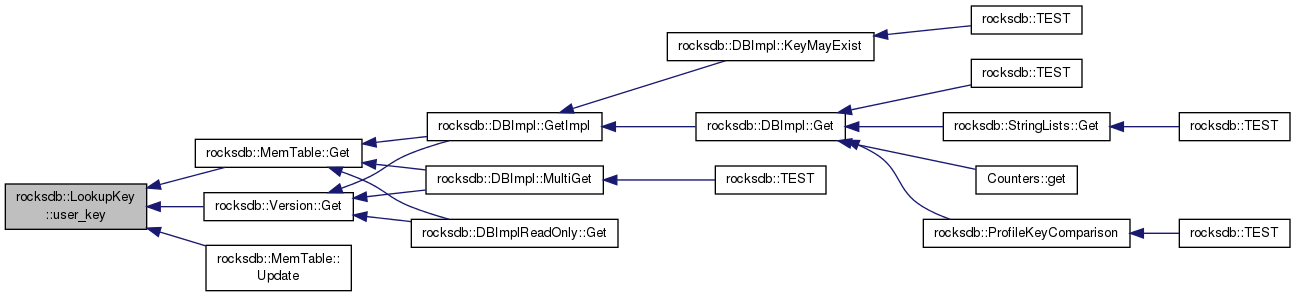 rocksdb::LookupKey
::user_key
rocksdb::MemTable::Get
rocksdb::Version::Get
rocksdb::MemTable::
Update
rocksdb::DBImpl::GetImpl
rocksdb::DBImpl::MultiGet
rocksdb::DBImplReadOnly::Get
rocksdb::DBImpl::KeyMayExist
rocksdb::DBImpl::Get
rocksdb::TEST
rocksdb::TEST
rocksdb::TEST
rocksdb::StringLists::Get
Counters::get
rocksdb::ProfileKeyComparison
rocksdb::TEST
rocksdb::TEST